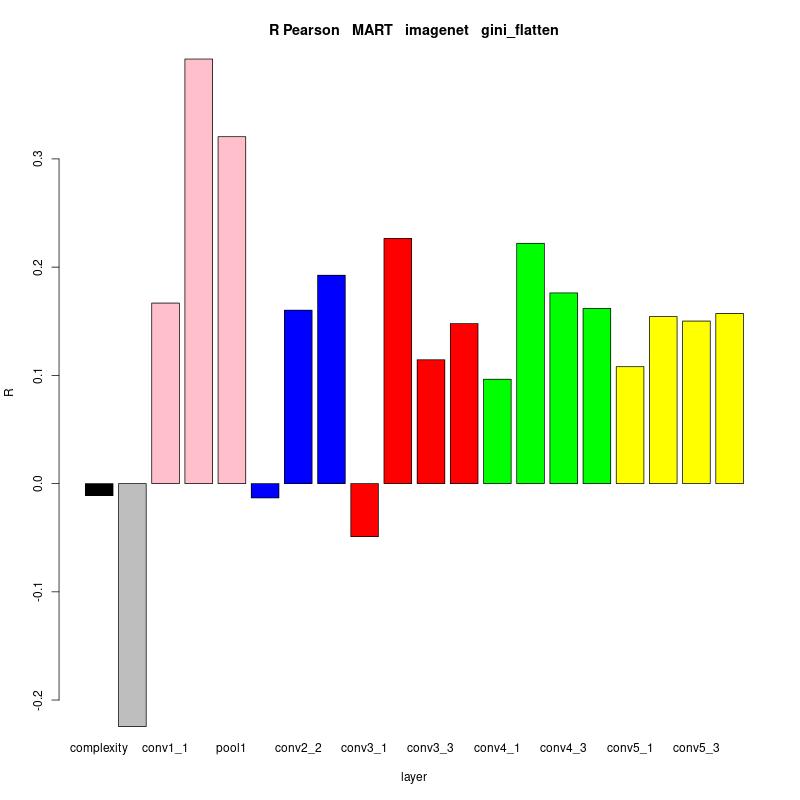 R Pearson MART imagenet gini_flatten
R
0.3
0.2
0.1
0.0
-0.1
-0.2
complexity conv1_1 pool1 conv2_2 conv3_1 conv3_3 conv4_1 conv4_3 conv5_1 conv5_3
layer